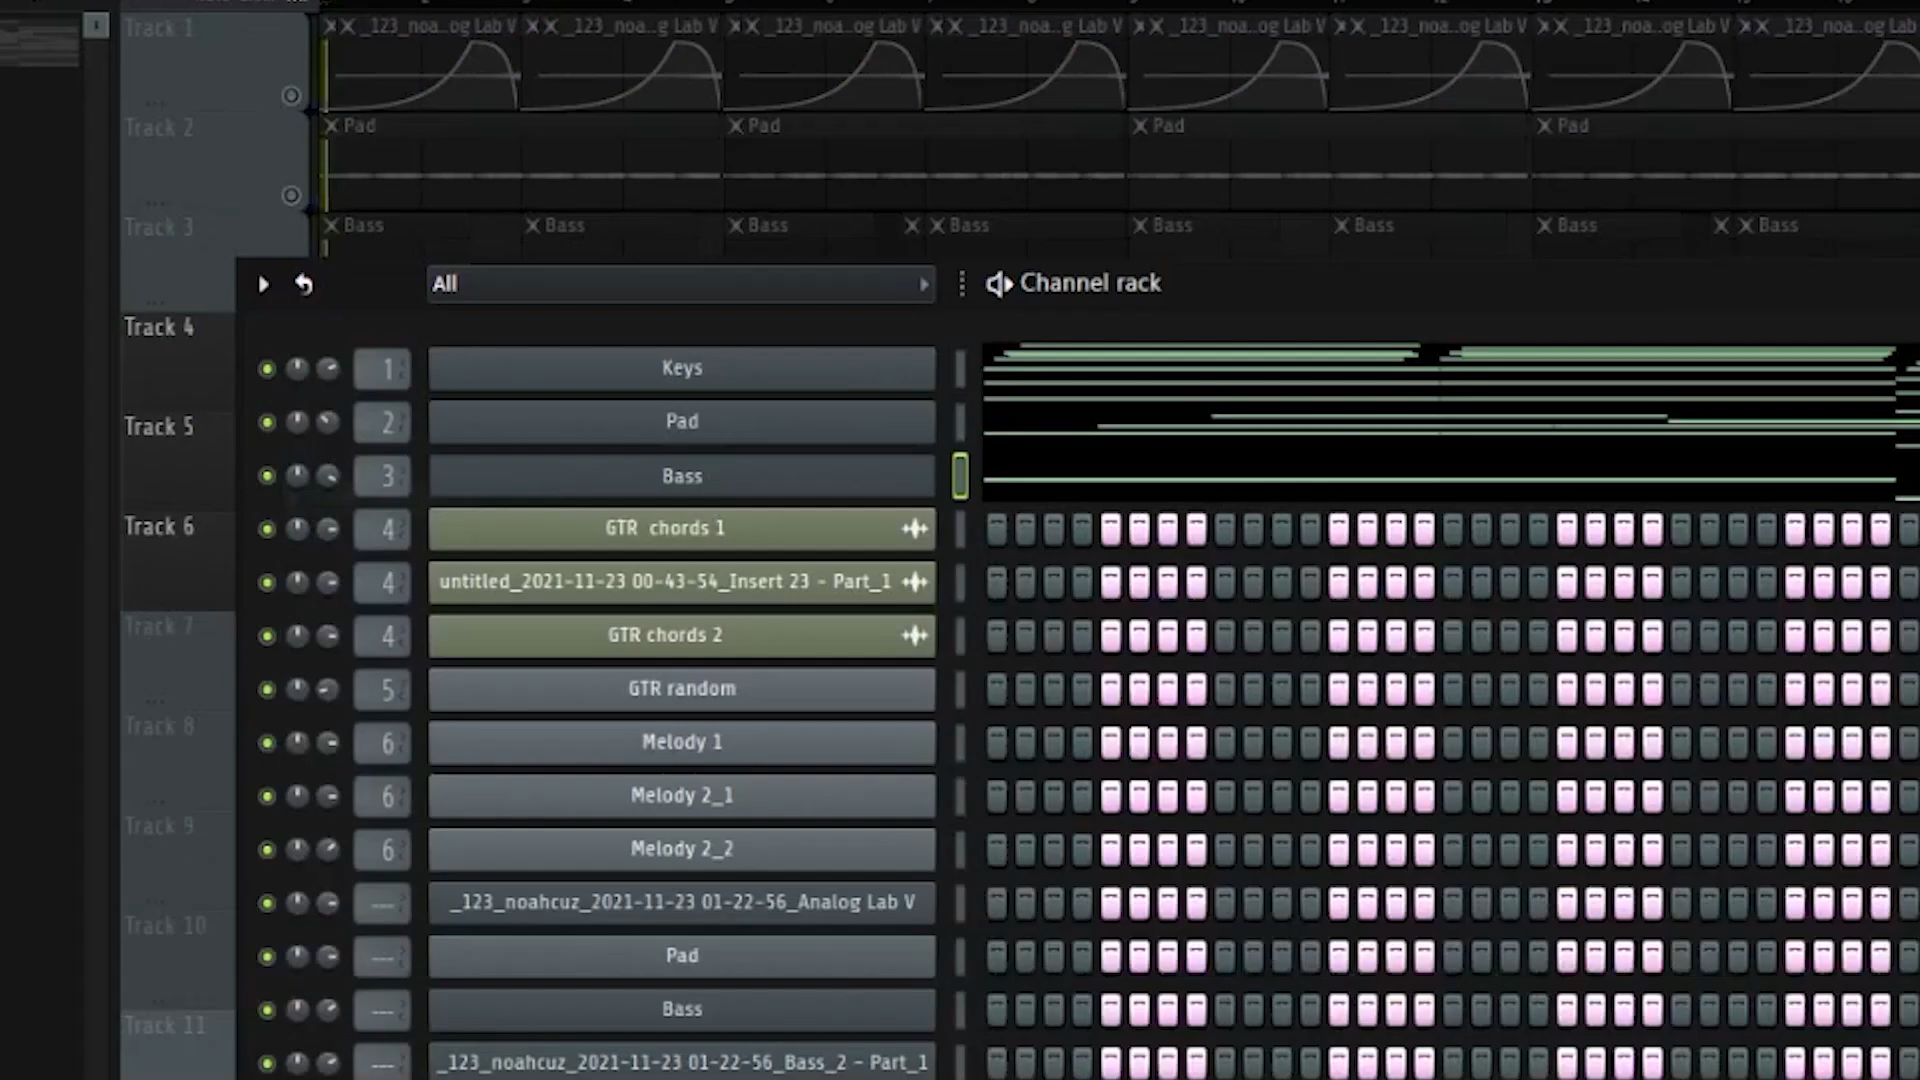 Track 1
_123_noa..og Lab V _123_noa..g Lab V _123_noa..og Lab V _123_noa..g Lab V _123_noa..og Lab V _123_noa..og Lab V _123_noa..og Lab V _123_noa..og Lab
Track 2
Pad Pad Pad Pad
Track 3
Bass Bass Bass Bass Bass Bass Bass Bass
All
Channel rack
Track 4
1 Keys
2 Pad
Track 5
3 Bass
Track 6
4 GTR chords 1
4 untitled_2021-11-23 00-43-54_Insert 23 - Part_1
Track 7
4 GTR chords 2
5 GTR random
Track 8
6 Melody 1
6 Melody 2_1
Track 9
6 Melody 2_2
--- _123_noahcuz_2021-11-23 01-22-56_Analog Lab V
Track 10
--- Pad
--- Bass
Track 11
--- _123_noahcuz_2021-11-23 01-22-56_Bass_2 - Part_1